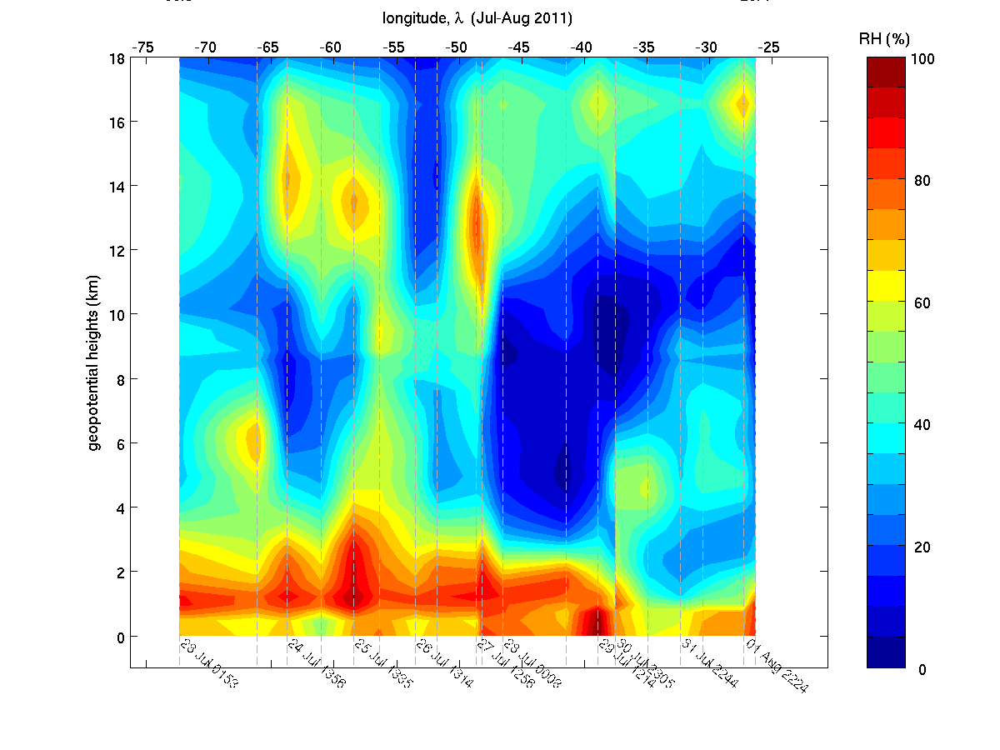 longitude, λ (Jul-Aug 2011)
-75 -70 -65 -60 -55 -50 -45 -40 -35 -30 -25
RH (%)
18
16
14
12
10
8
6
4
2
0
geopotential heights (km)
100
80
60
40
20
0
23 Jul 0153
24 Jul 1356
25 Jul 1335
26 Jul 1314
27 Jul 1256
28 Jul 0003
29 Jul 1214
30 Jul 2305
31 Jul 2244
01 Aug 2224